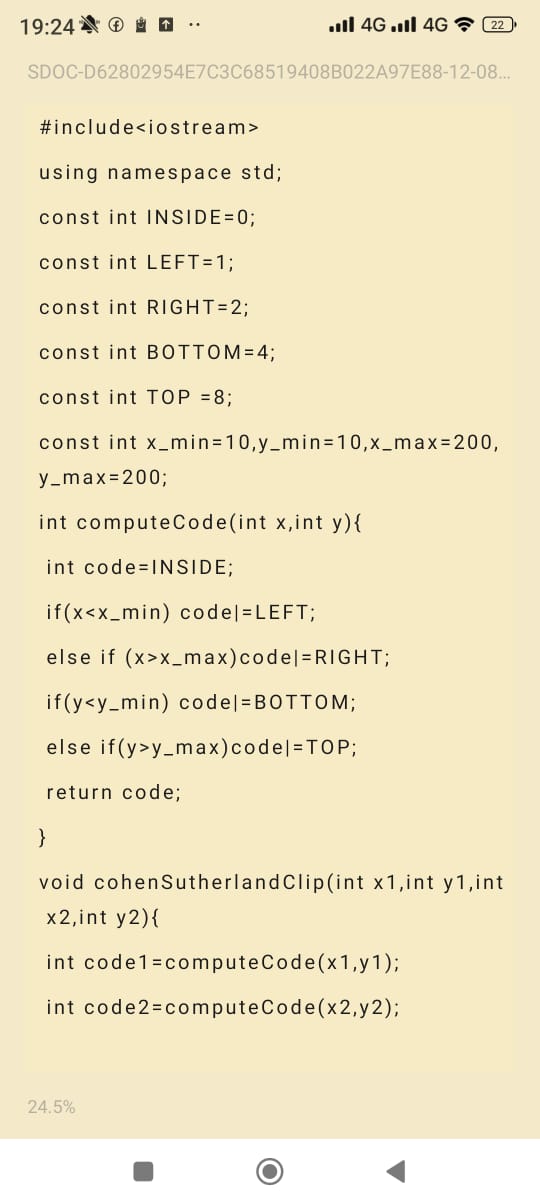 19:24
4G 4G 22
SDOC-D62802954E7C3C68519408B022A97E88-12-08...
#include<iostream>
using namespace std;
const int INSIDE=0;
const int LEFT=1;
const int RIGHT=2;
const int BOTTOM=4;
const int TOP =8;
const int x_min=10,y_min=10,x_max=200,
y_max=200;
int computeCode(int x,int y){
int code=INSIDE;
if(x<x_min) code|=LEFT;
else if (x>x_max)code|=RIGHT;
if(y<y_min) code|=BOTTOM;
else if(y>y_max)code|=TOP;
return code;
}
void cohenSutherlandClip(int x1,int y1,int
x2,int y2){
int code1=computeCode(x1,y1);
int code2=computeCode(x2,y2);
24.5%